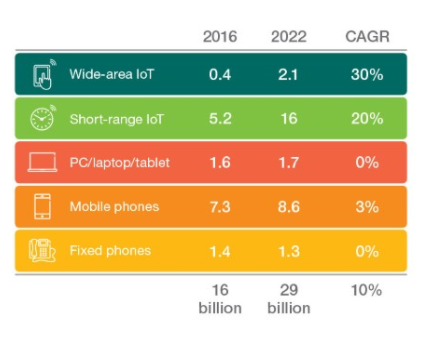 2016 2022 CAGR
Wide-area IoT 0.4 2.1 30%
Short-range IoT 5.2 16 20%
PC/laptop/tablet 1.6 1.7 0%
Mobile phones 7.3 8.6 3%
Fixed phones 1.4 1.3 0%
16 29 10%
billion billion